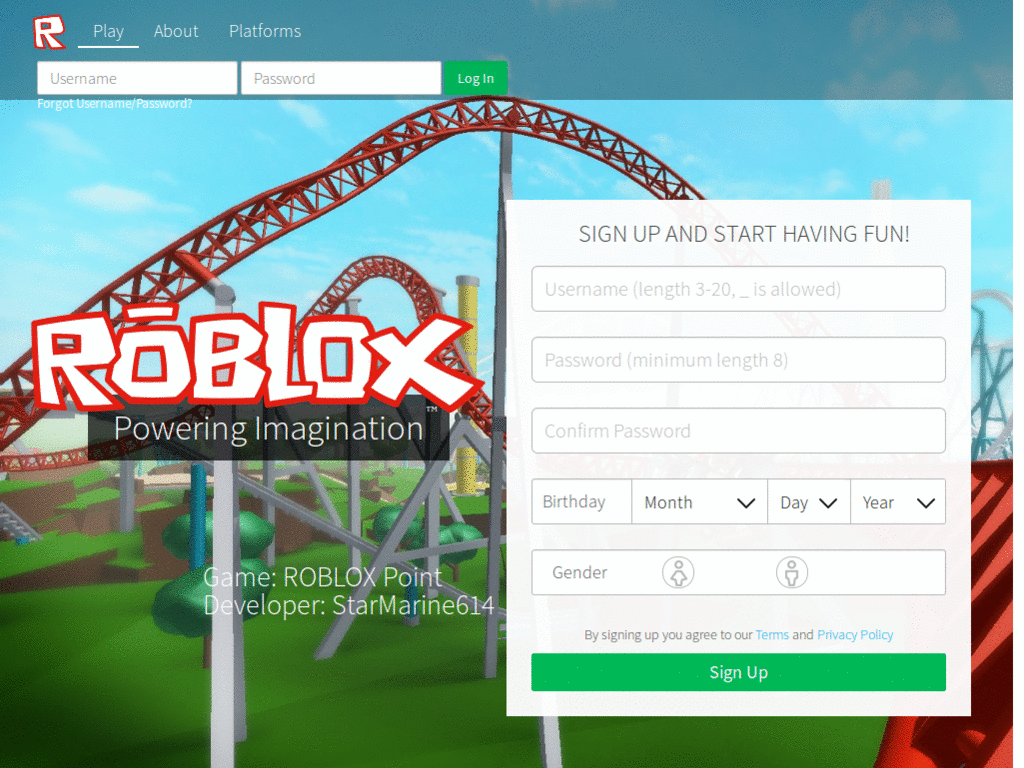 R
Play About Platforms
Username Password Log In
Forgot Username/Password?
SIGN UP AND START HAVING FUN!
Username (length 3-20, _ is allowed)
Password (minimum length 8)
Confirm Password
Birthday Month Day Year
Gender
By signing up you agree to our Terms and Privacy Policy
Sign Up
RŌBLOX
TM
Powering Imagination
Game: ROBLOX Point
Developer: StarMarine614